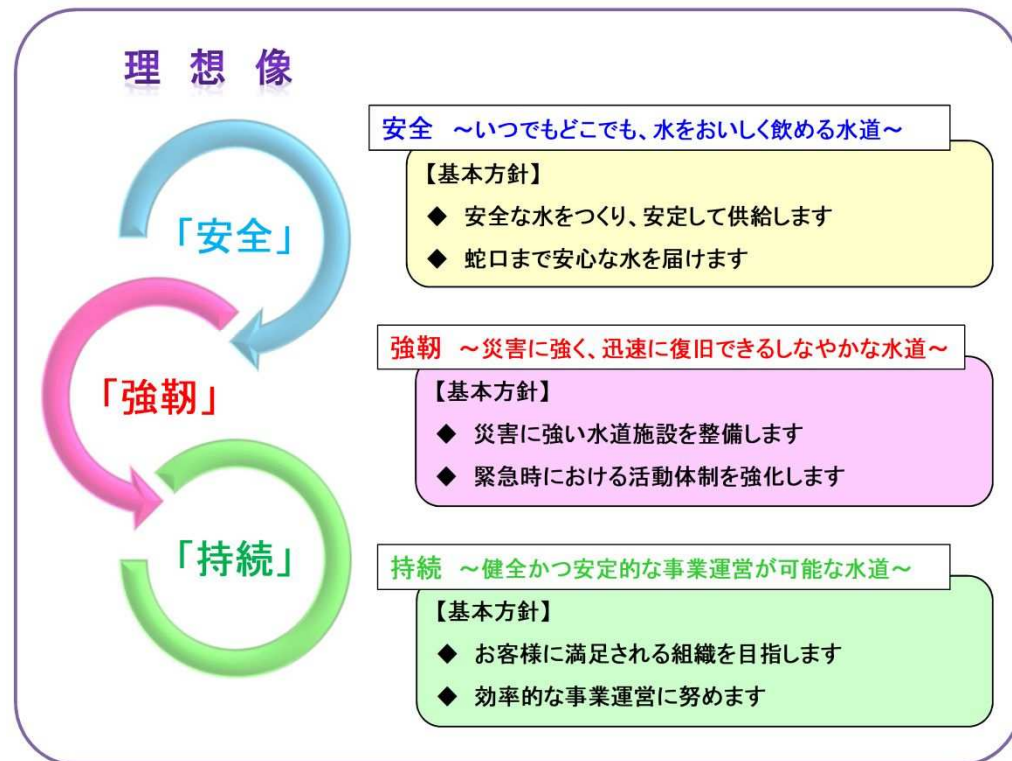 理想像
「安全」
安全 ～いつでもどこでも、水をおいしく飲める水道～
【基本方針】
◆ 安全な水をつくり、安定して供給します
◆ 蛇口まで安心な水を届けます
「強靭」
強靭 ～災害に強く、迅速に復旧できるしなやかな水道～
【基本方針】
◆ 災害に強い水道施設を整備します
◆ 緊急時における活動体制を強化します
「持続」
持続 ～健全かつ安定的な事業運営が可能な水道～
【基本方針】
◆ お客様に満足される組織を目指します
◆ 効率的な事業運営に努めます